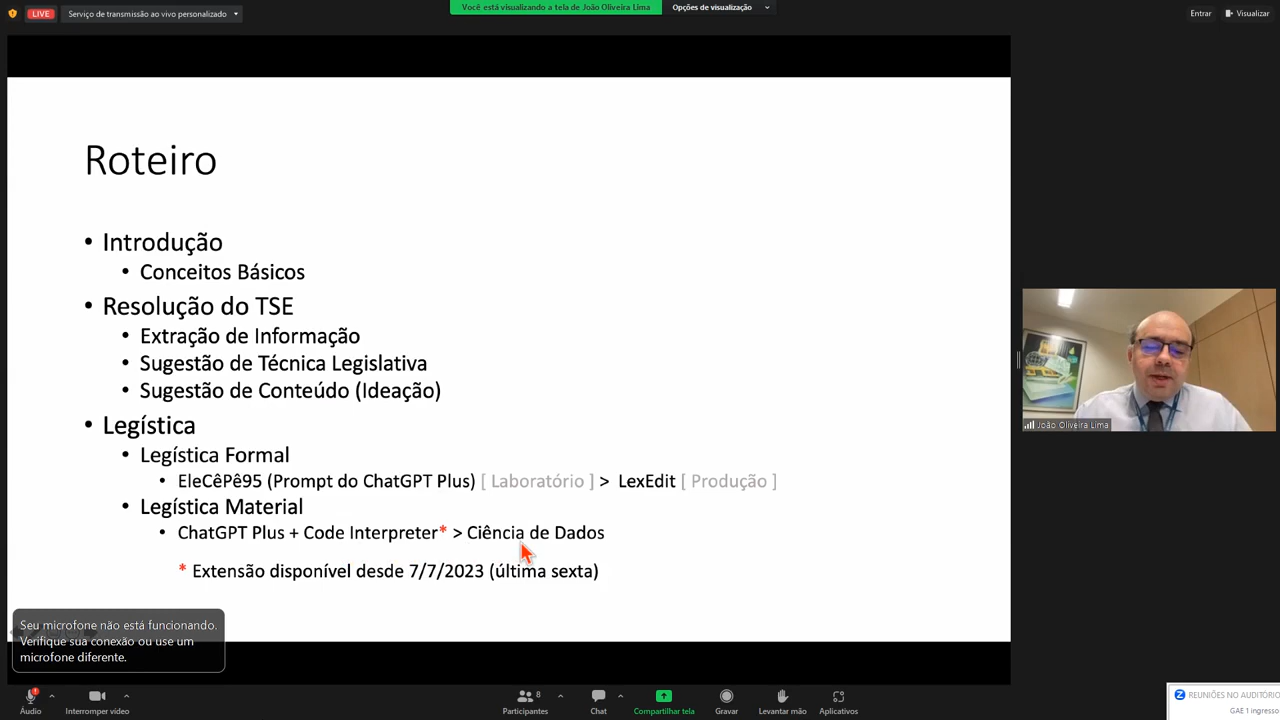 LIVE
Serviço de transmissão ao vivo personalizado
Você está visualizando a tela de João Oliveira Lima
Opções de visualização
Entrar
Visualizar
Roteiro
• Introdução
• Conceitos Básicos
• Resolução do TSE
• Extração de Informação
• Sugestão de Técnica Legislativa
• Sugestão de Conteúdo (Ideação)
• Legística
• Legística Formal
• EleCêPê95 (Prompt do ChatGPT Plus) [ Laboratório ] > LexEdit [ Produção ]
• Legística Material
• ChatGPT Plus + Code Interpreter* > Ciência de Dados
* Extensão disponível desde 7/7/2023 (última sexta)
João Oliveira Lima
Seu microfone não está funcionando.
Verifique sua conexão ou use um
microfone diferente.
Áudio
Interromper vídeo
Participantes
8
Chat
Compartilhar tela
Gravar
Levantar mão
Aplicativos
REUNIÕES NO AUDITÓRIO
GAE 1 ingresso